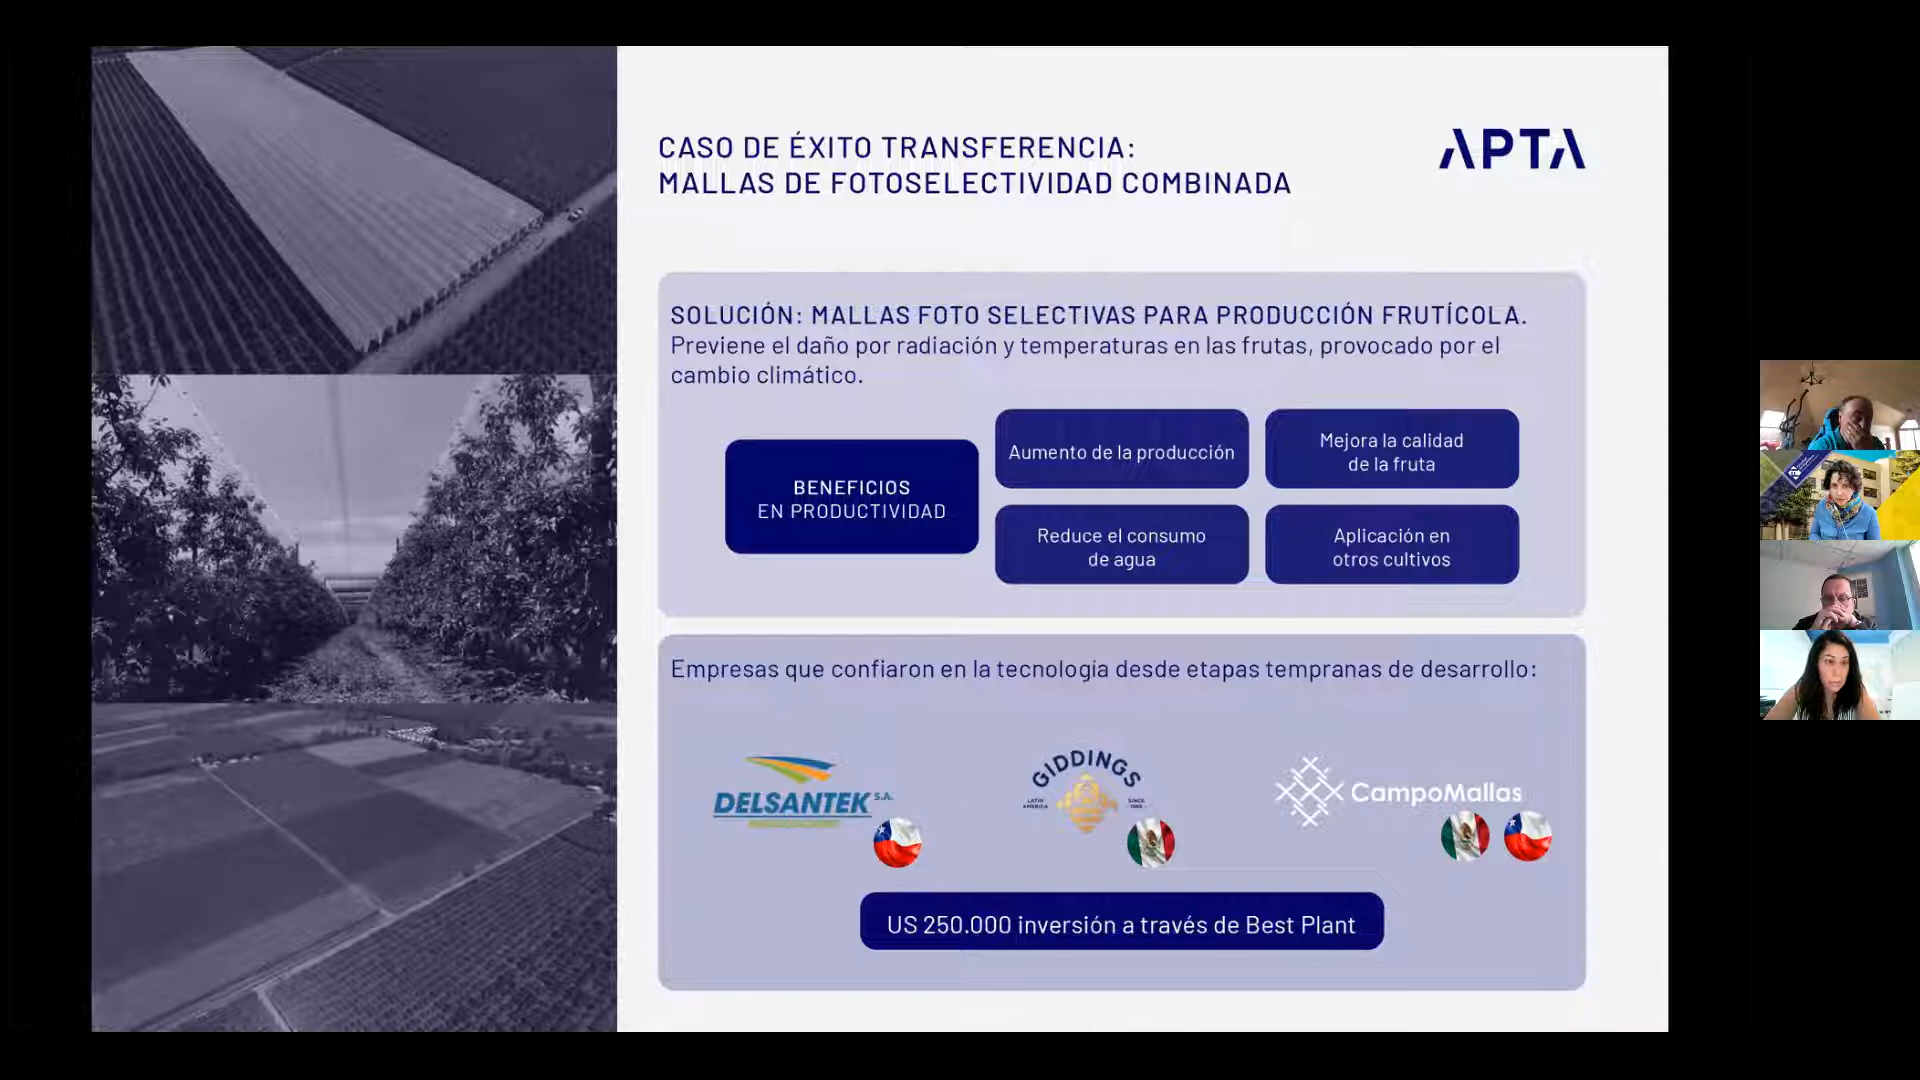 CASO DE ÉXITO TRANSFERENCIA:
MALLAS DE FOTOSELECTIVIDAD COMBINADA
APTA
SOLUCIÓN: MALLAS FOTO SELECTIVAS PARA PRODUCCIÓN FRUTÍCOLA.
Previene el daño por radiación y temperaturas en las frutas, provocado por el
cambio climático.
BENEFICIOS
EN PRODUCTIVIDAD
Aumento de la producción
Mejora la calidad
de la fruta
Reduce el consumo
de agua
Aplicación en
otros cultivos
Empresas que confiaron en la tecnología desde etapas tempranas de desarrollo:
DELSANTEK S.A.
GIDDINGS
LATIN
AMERICA
SINCE
CampoMallas
US 250.000 inversión a través de Best Plant